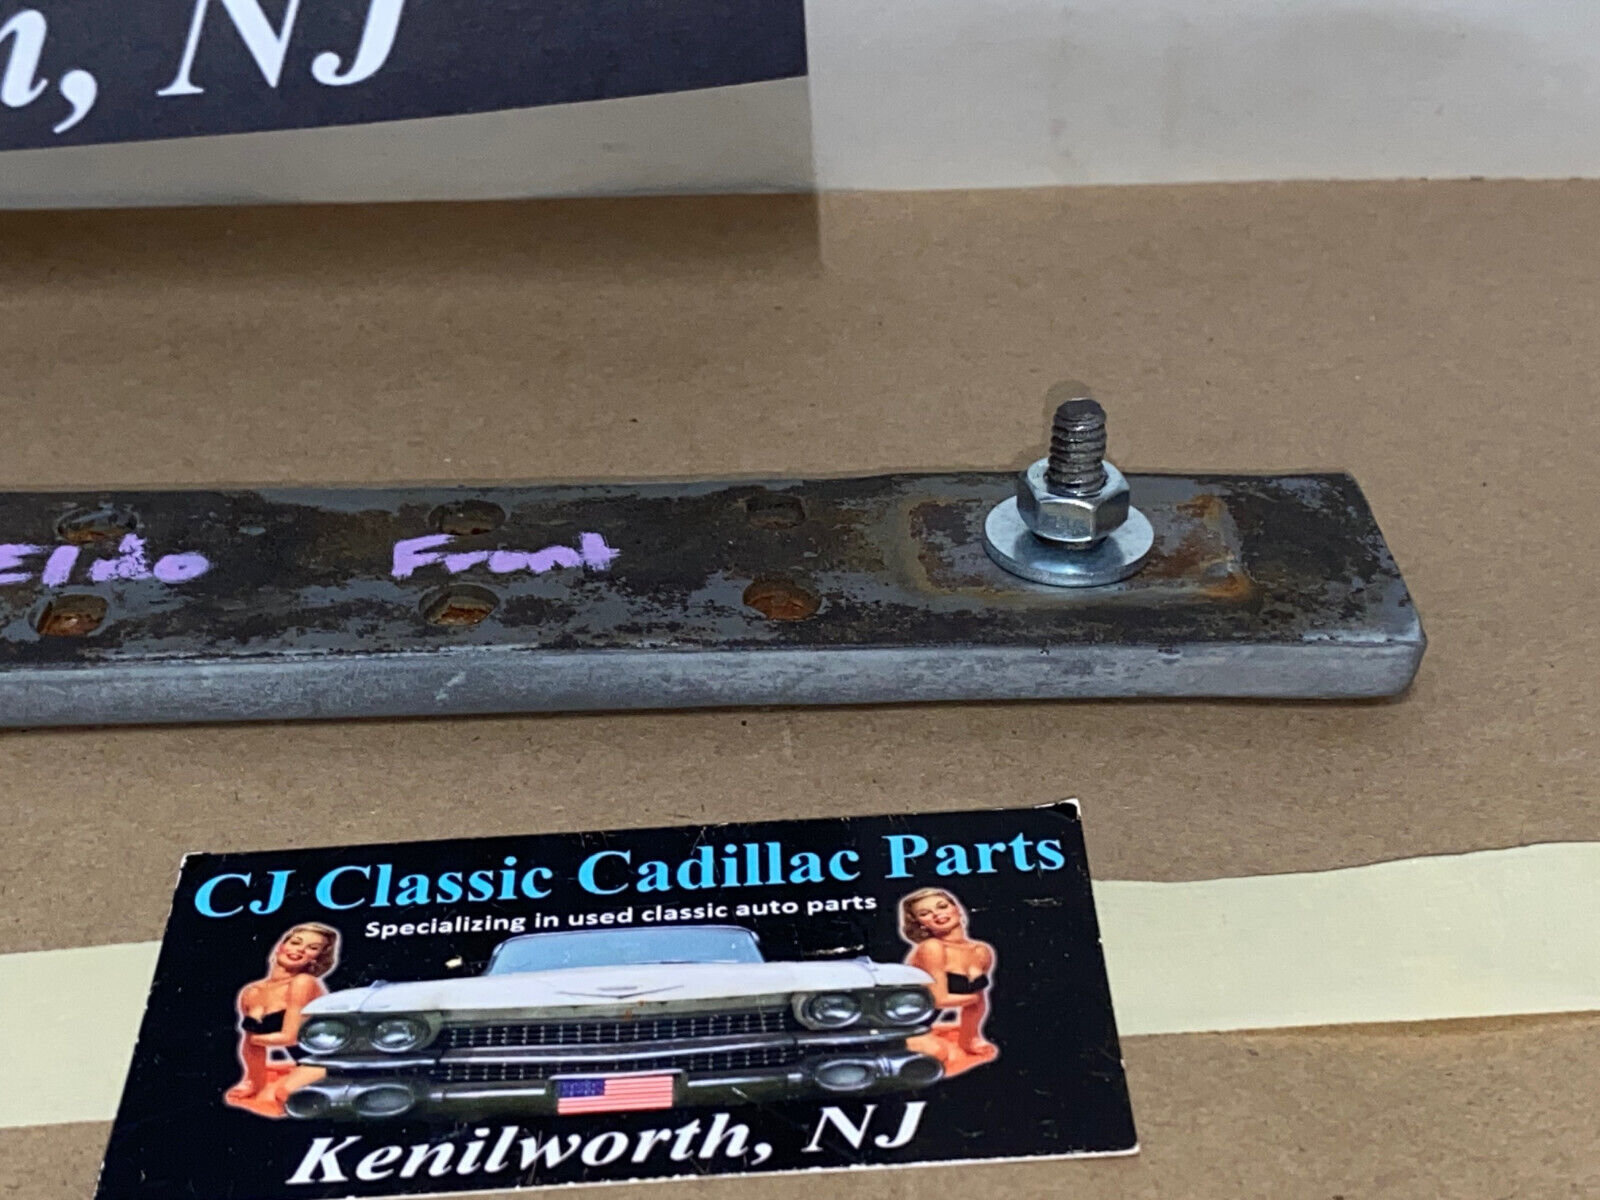 , NJ
Eldo Front
CJ Classic Cadillac Parts
Specializing in used classic auto parts
Kenilworth, NJ